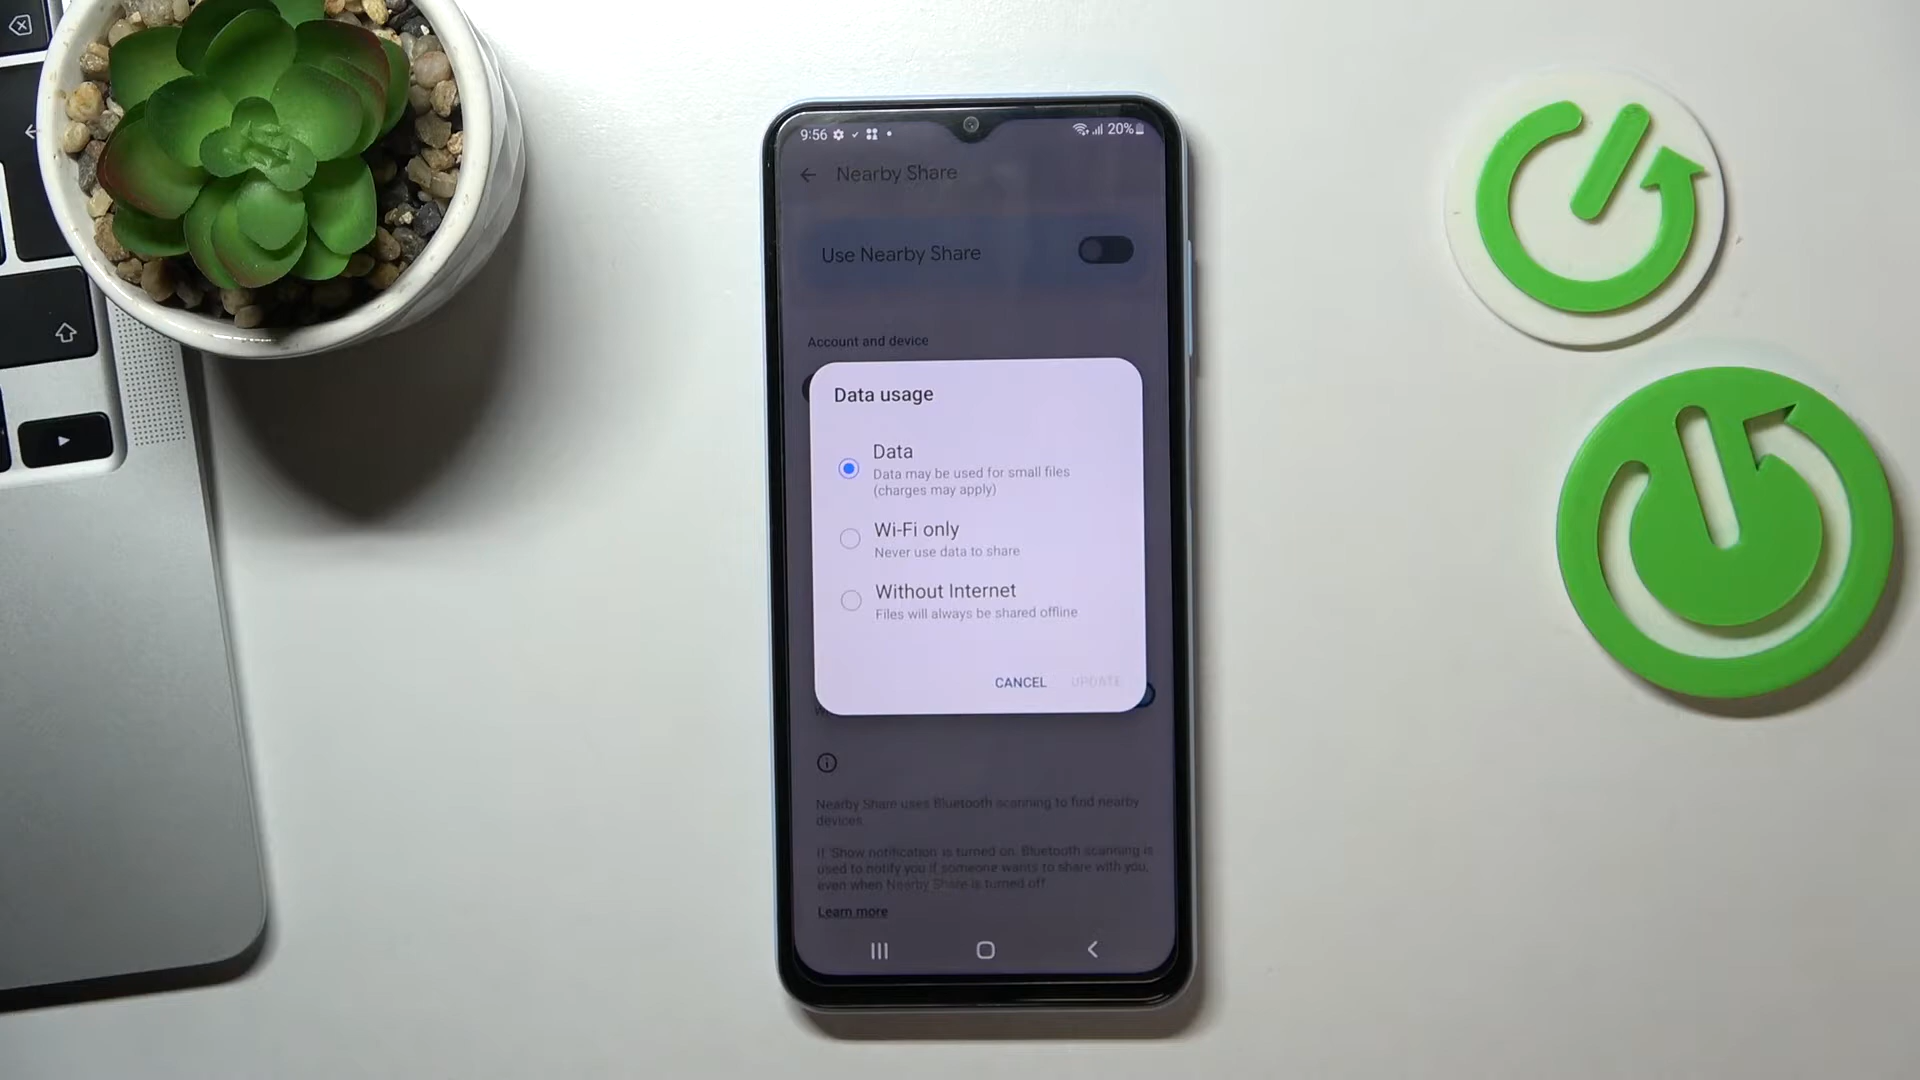 9:56
20%
Nearby Share
Use Nearby Share
Account and device
Data usage
Data
Data may be used for small files
(charges may apply)
Wi-Fi only
Never use data to share
Without Internet
Files will always be shared offline
CANCEL
UPDATE
Nearby Share uses Bluetooth scanning to find nearby
devices.
If Show notification is turned on, Bluetooth scanning is
used to notify you if someone wants to share with you,
even when Nearby Share is turned off.
Learn more